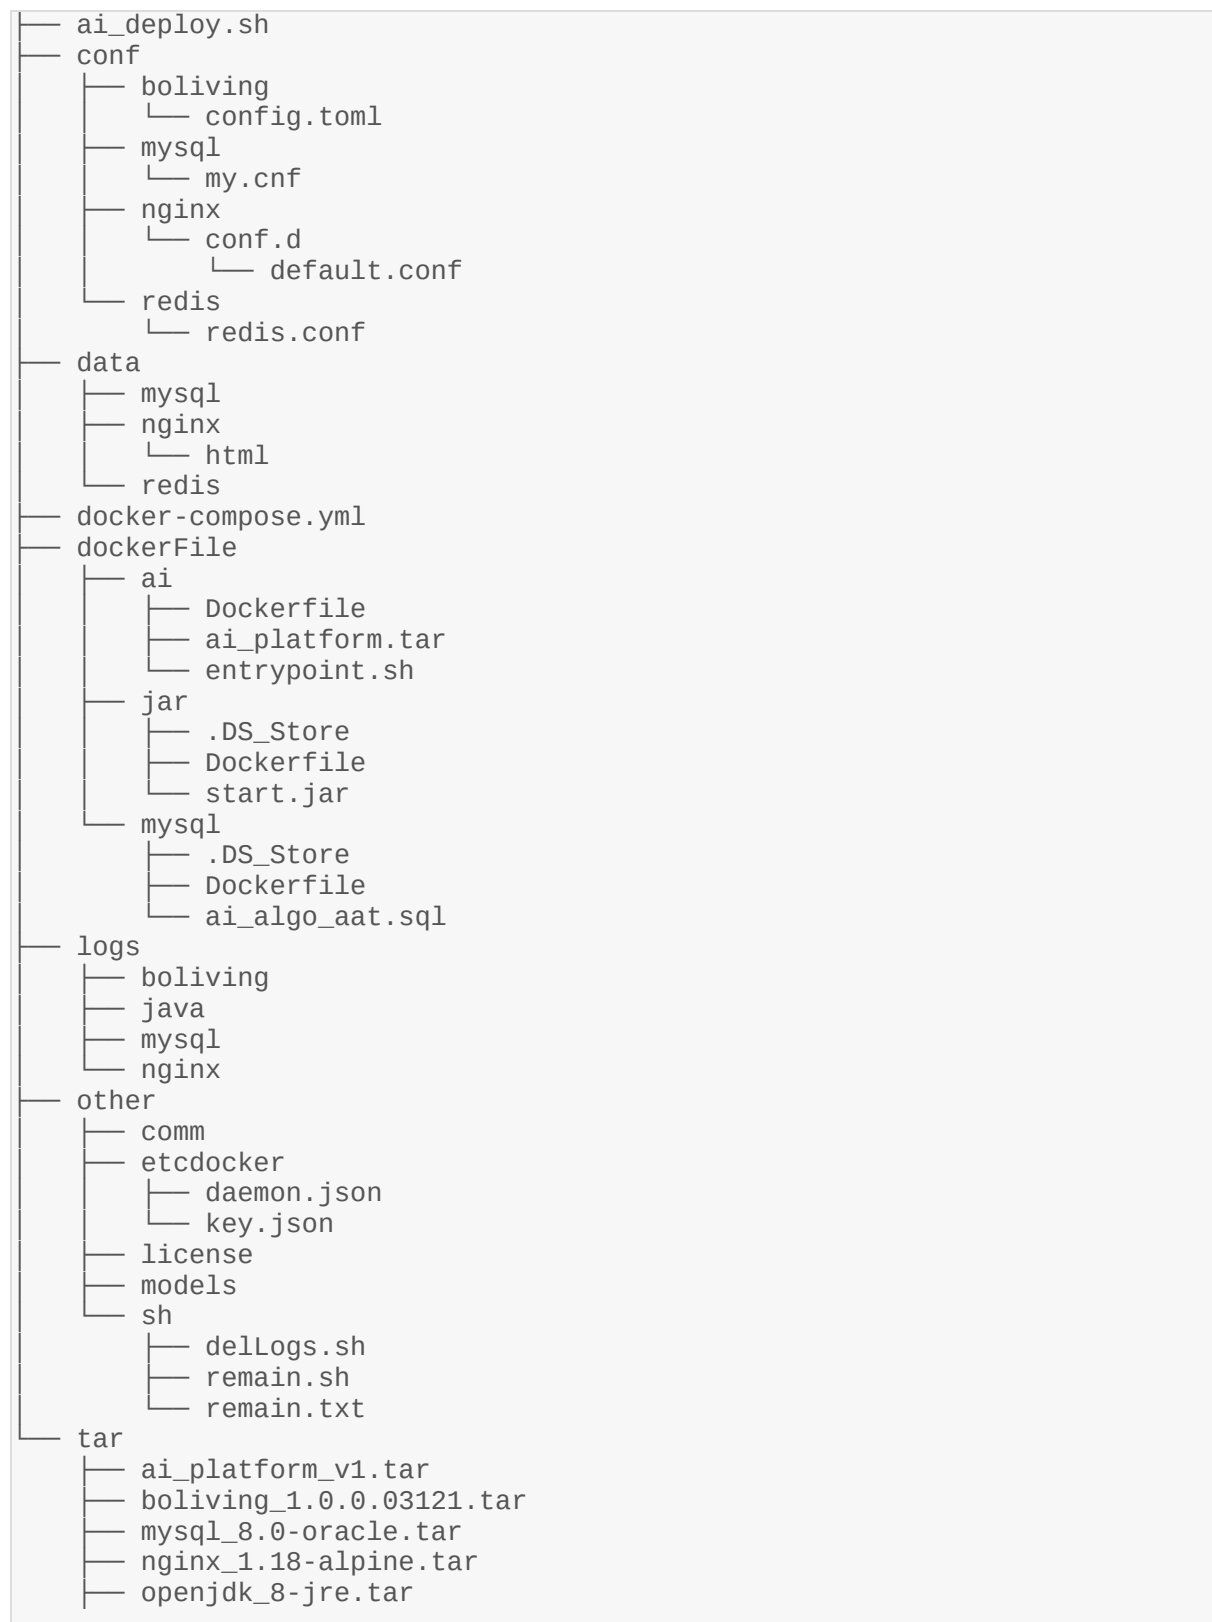 ├── ai_deploy.sh
├── conf
│   ├── boliving
│   │   └── config.toml
│   ├── mysql
│   │   └── my.cnf
│   ├── nginx
│   │   └── conf.d
│   │       └── default.conf
│   └── redis
│       └── redis.conf
├── data
│   ├── mysql
│   ├── nginx
│   │   └── html
│   └── redis
├── docker-compose.yml
├── dockerFile
│   ├── ai
│   │   ├── Dockerfile
│   │   ├── ai_platform.tar
│   │   └── entrypoint.sh
│   ├── jar
│   │   ├── .DS_Store
│   │   ├── Dockerfile
│   │   └── start.jar
│   └── mysql
│       ├── .DS_Store
│       ├── Dockerfile
│       └── ai_algo_aat.sql
├── logs
│   ├── boliving
│   ├── java
│   ├── mysql
│   └── nginx
├── other
│   ├── comm
│   ├── etcdocker
│   │   ├── daemon.json
│   │   └── key.json
│   ├── license
│   ├── models
│   └── sh
│       ├── delLogs.sh
│       ├── remain.sh
│       └── remain.txt
└── tar
    ├── ai_platform_v1.tar
    ├── boliving_1.0.0.03121.tar
    ├── mysql_8.0-oracle.tar
    ├── nginx_1.18-alpine.tar
    ├── openjdk_8-jre.tar